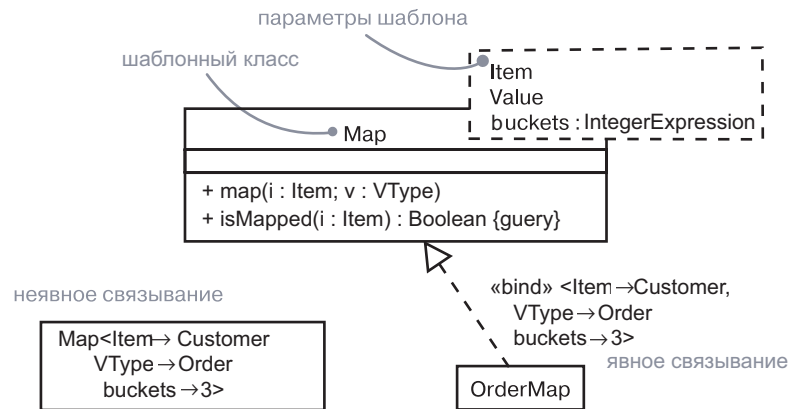 параметры шаблона
шаблонный класс
Item
Value
buckets : IntegerExpression
Map
+ map(i : Item; v : VType)
+ isMapped(i : Item) : Boolean {guery}
неявное связывание
«bind» <Item→Customer,
VType→Order
buckets→3>
явное связывание
Map<Item→ Customer
VType→Order
buckets→3>
OrderMap